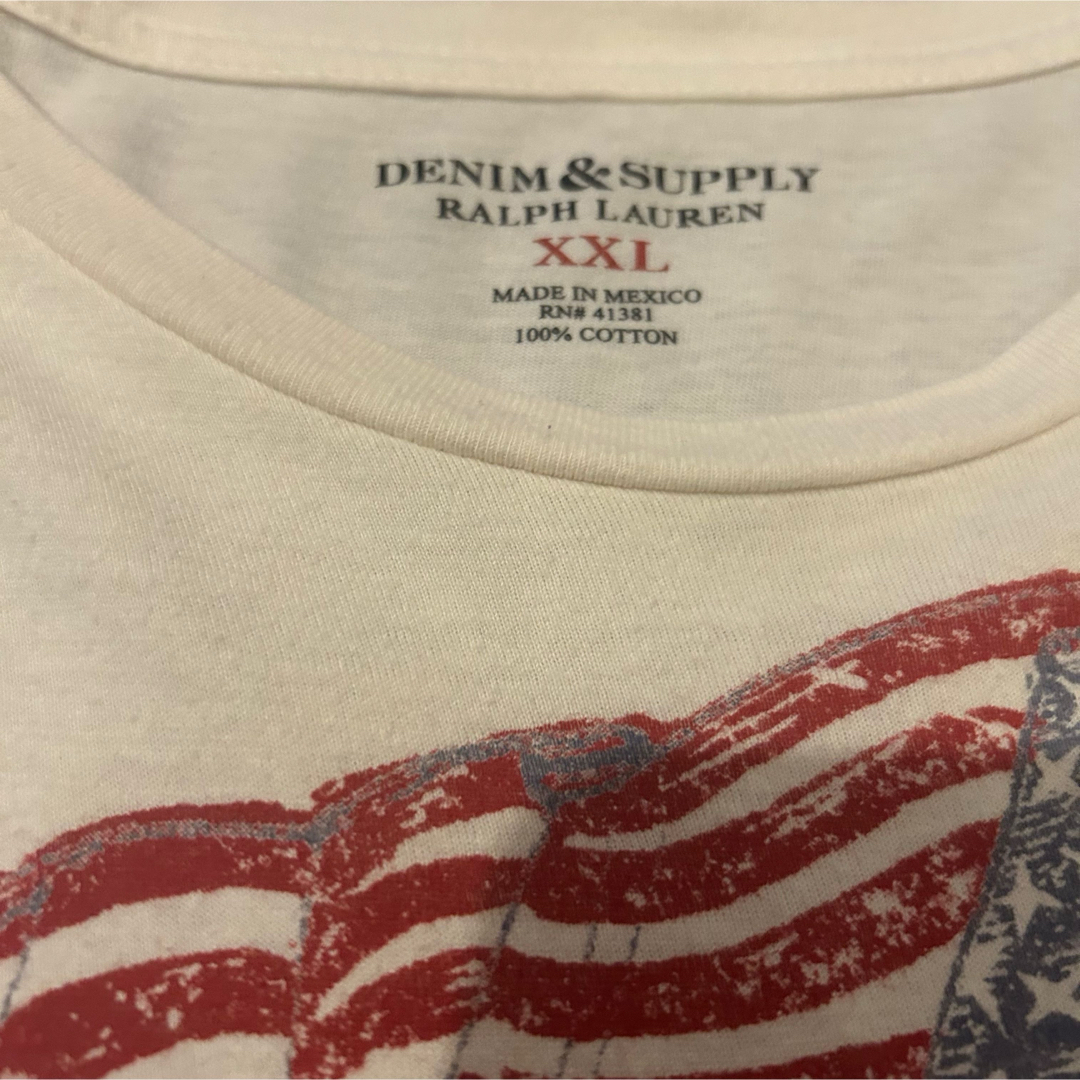 DENIM & SUPPLY
RALPH LAUREN
XXL
MADE IN MEXICO
RN# 41381
100% COTTON